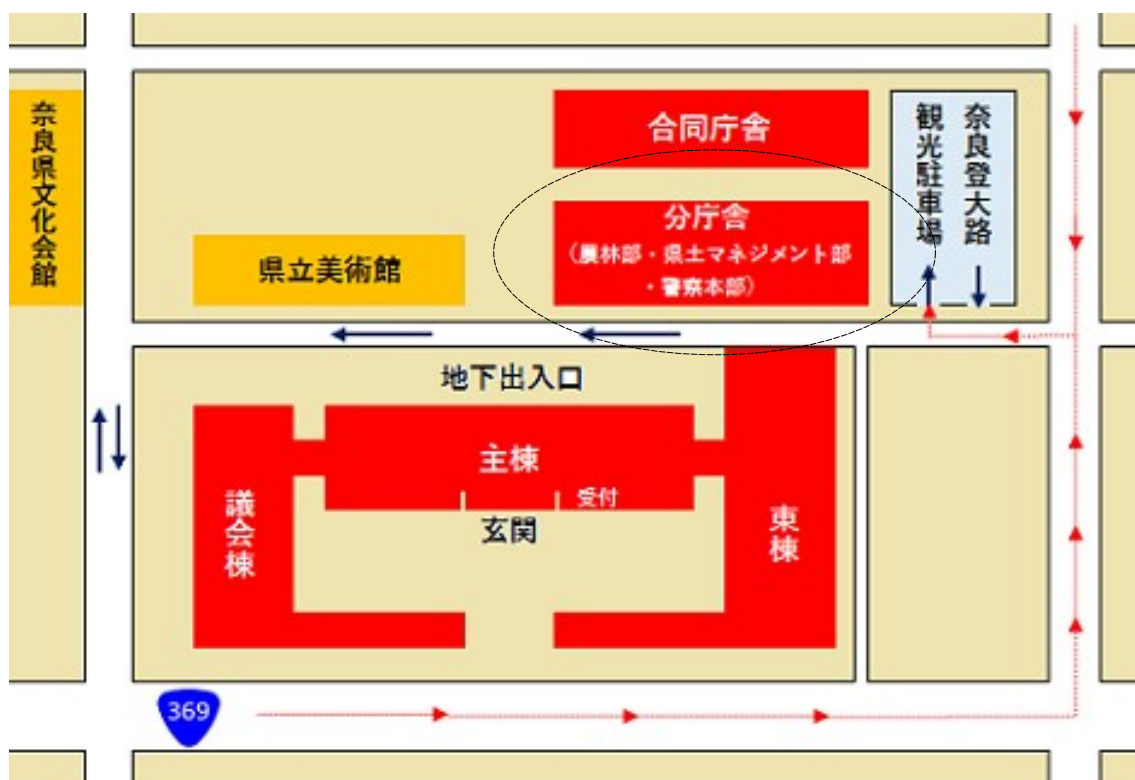 合同庁舎
奈良登大路
観光駐車場
奈良県文化会館
分庁舎
（農林部・県土マネジメント部
・警察本部）
県立美術館
地下出入口
主棟
受付
玄関
議会棟
東棟
369